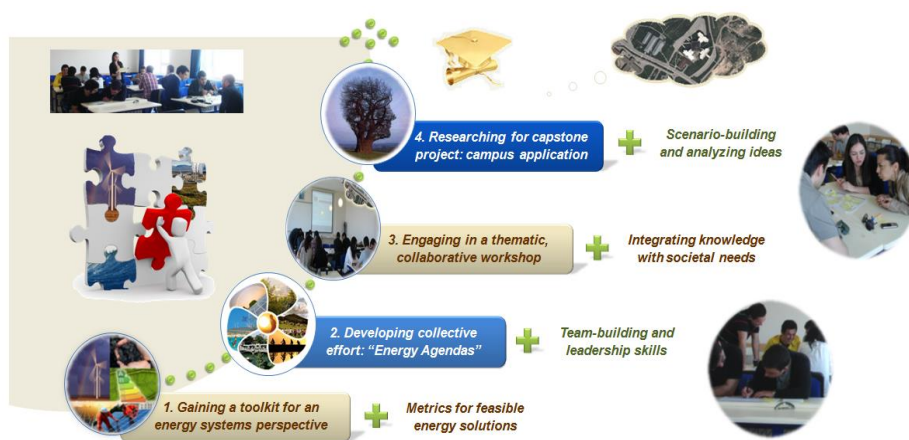 4. Researching for capstone
project: campus application
Scenario-building
and analyzing ideas
3. Engaging in a thematic,
collaborative workshop
Integrating knowledge
with societal needs
2. Developing collective
effort: “Energy Agendas”
Team-building and
leadership skills
1. Gaining a toolkit for an
energy systems perspective
Metrics for feasible
energy solutions